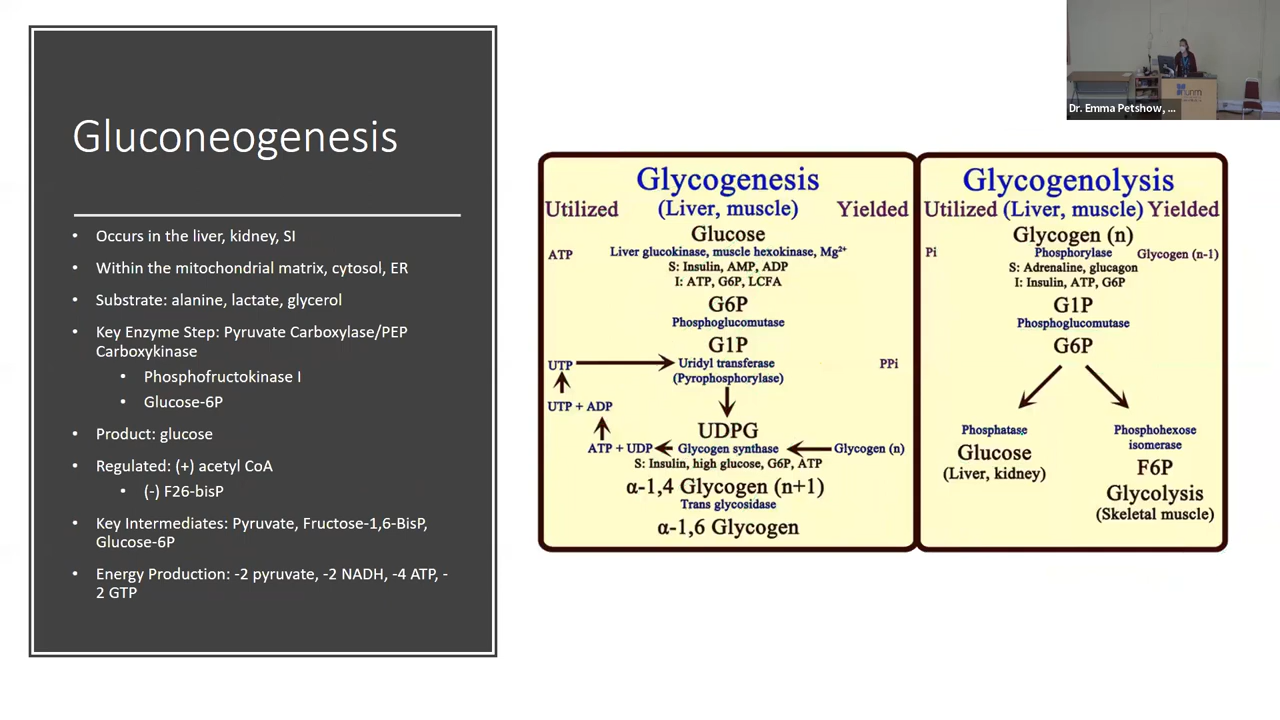 Gluconeogenesis
• Occurs in the liver, kidney, SI
• Within the mitochondrial matrix, cytosol, ER
• Substrate: alanine, lactate, glycerol
• Key Enzyme Step: Pyruvate Carboxylase/PEP
Carboxykinase
• Phosphofructokinase I
• Glucose-6P
• Product: glucose
• Regulated: (+) acetyl CoA
• (-) F26-bisP
• Key Intermediates: Pyruvate, Fructose-1,6-BisP,
Glucose-6P
• Energy Production: -2 pyruvate, -2 NADH, -4 ATP, -
2 GTP
Glycogenesis
Utilized (Liver, muscle) Yielded
Glucose
ATP Liver glucokinase, muscle hexokinase, Mg²⁺
S: Insulin, AMP, ADP
I: ATP, G6P, LCFA
G6P
Phosphoglucomutase
G1P
UTP Uridyl transferase PPi
(Pyrophosphorylase)
UTP + ADP
UDPG
ATP + UDP Glycogen synthase Glycogen (n)
S: Insulin, high glucose, G6P, ATP
α-1,4 Glycogen (n+1)
Trans glycosidase
α-1,6 Glycogen
Glycogenolysis
Utilized (Liver, muscle) Yielded
Glycogen (n)
Pi Phosphorylase Glycogen (n-1)
S: Adrenaline, glucagon
I: Insulin, ATP, G6P
G1P
Phosphoglucomutase
G6P
Phosphatase
Glucose
(Liver, kidney)
Phosphohexose
isomerase
F6P
Glycolysis
(Skeletal muscle)
Dr. Emma Petshow, ...